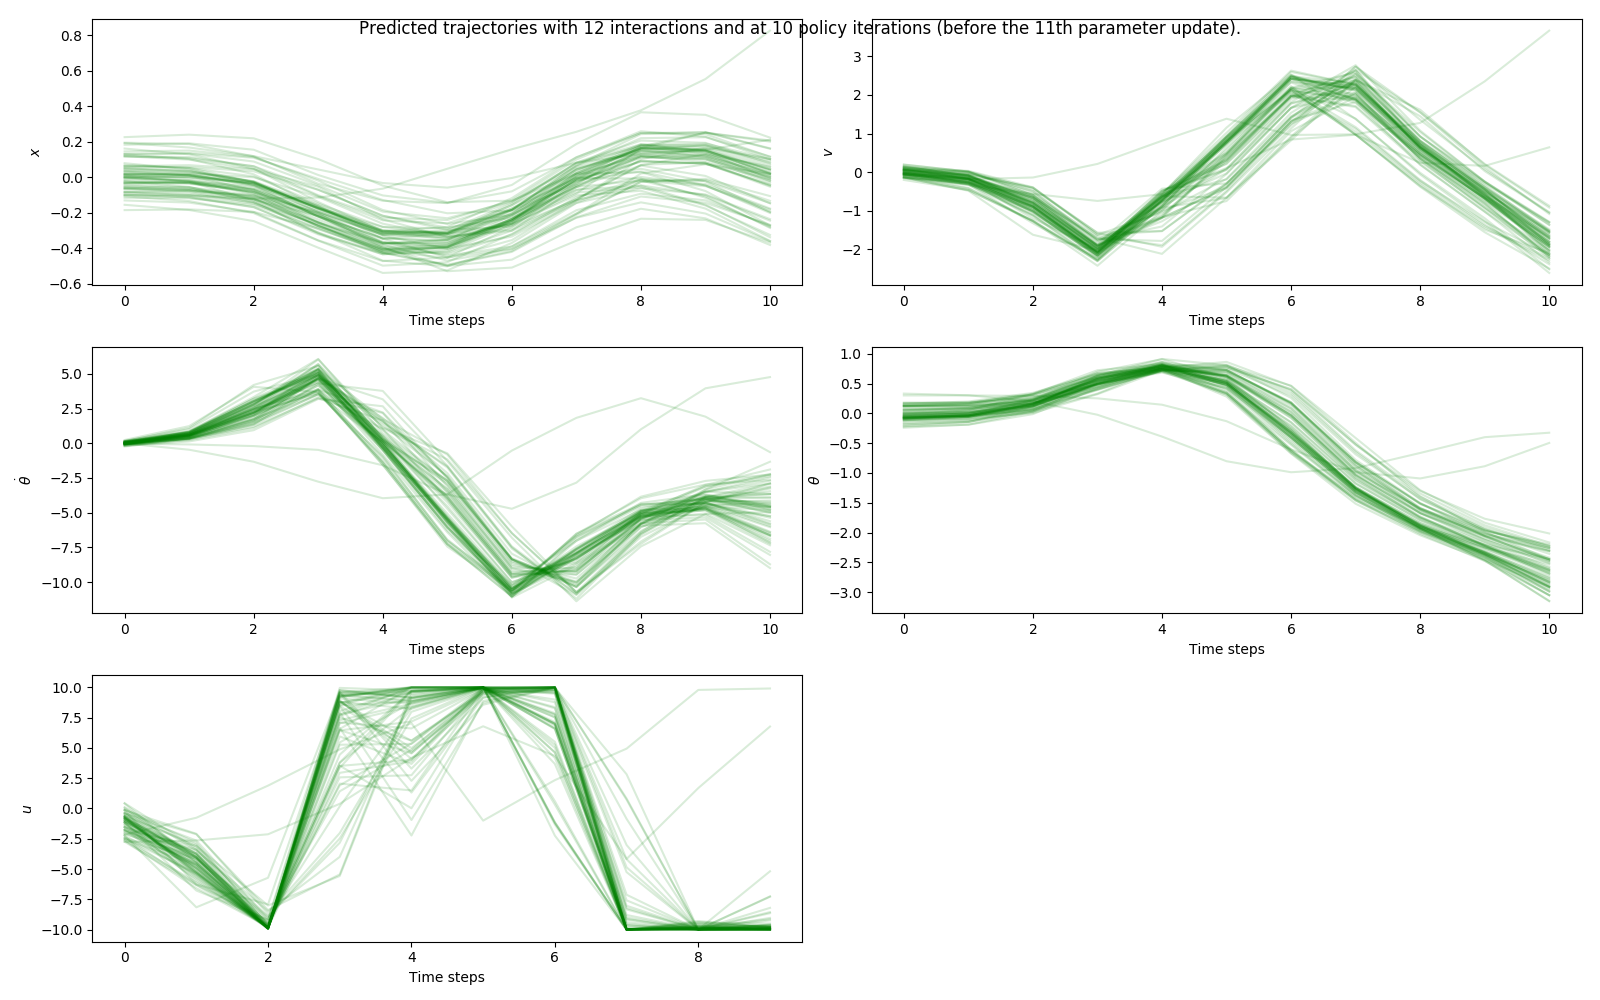 Predicted trajectories with 12 interactions and at 10 policy iterations (before the 11th parameter update).
0.8
0.6
0.4
0.2
0.0
−0.2
−0.4
−0.6
x
0 2 4 6 8 10
Time steps
3
2
1
0
−1
−2
v
0 2 4 6 8 10
Time steps
5.0
2.5
0.0
−2.5
−5.0
−7.5
−10.0
θ̇
0 2 4 6 8 10
Time steps
1.0
0.5
0.0
−0.5
−1.0
−1.5
−2.0
−2.5
−3.0
θ
0 2 4 6 8 10
Time steps
10.0
7.5
5.0
2.5
0.0
−2.5
−5.0
−7.5
−10.0
u
0 2 4 6 8
Time steps